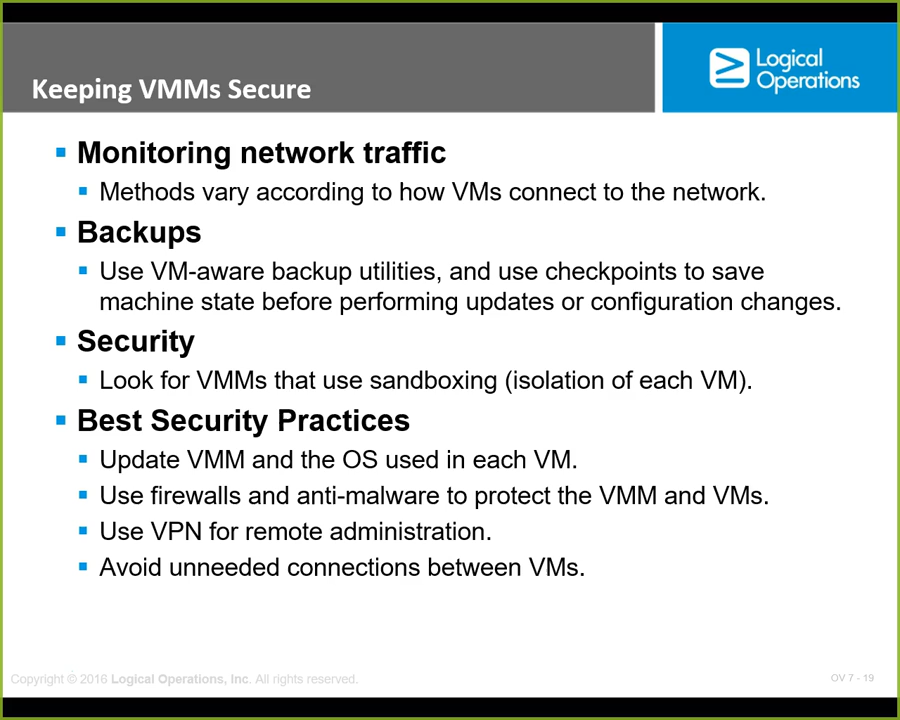 Keeping VMMs Secure
Logical
Operations
Monitoring network traffic
Methods vary according to how VMs connect to the network.
Backups
Use VM-aware backup utilities, and use checkpoints to save
machine state before performing updates or configuration changes.
Security
Look for VMMs that use sandboxing (isolation of each VM).
Best Security Practices
Update VMM and the OS used in each VM.
Use firewalls and anti-malware to protect the VMM and VMs.
Use VPN for remote administration.
Avoid unneeded connections between VMs.
Copyright © 2016 Logical Operations, Inc. All rights reserved.
OV 7 - 19